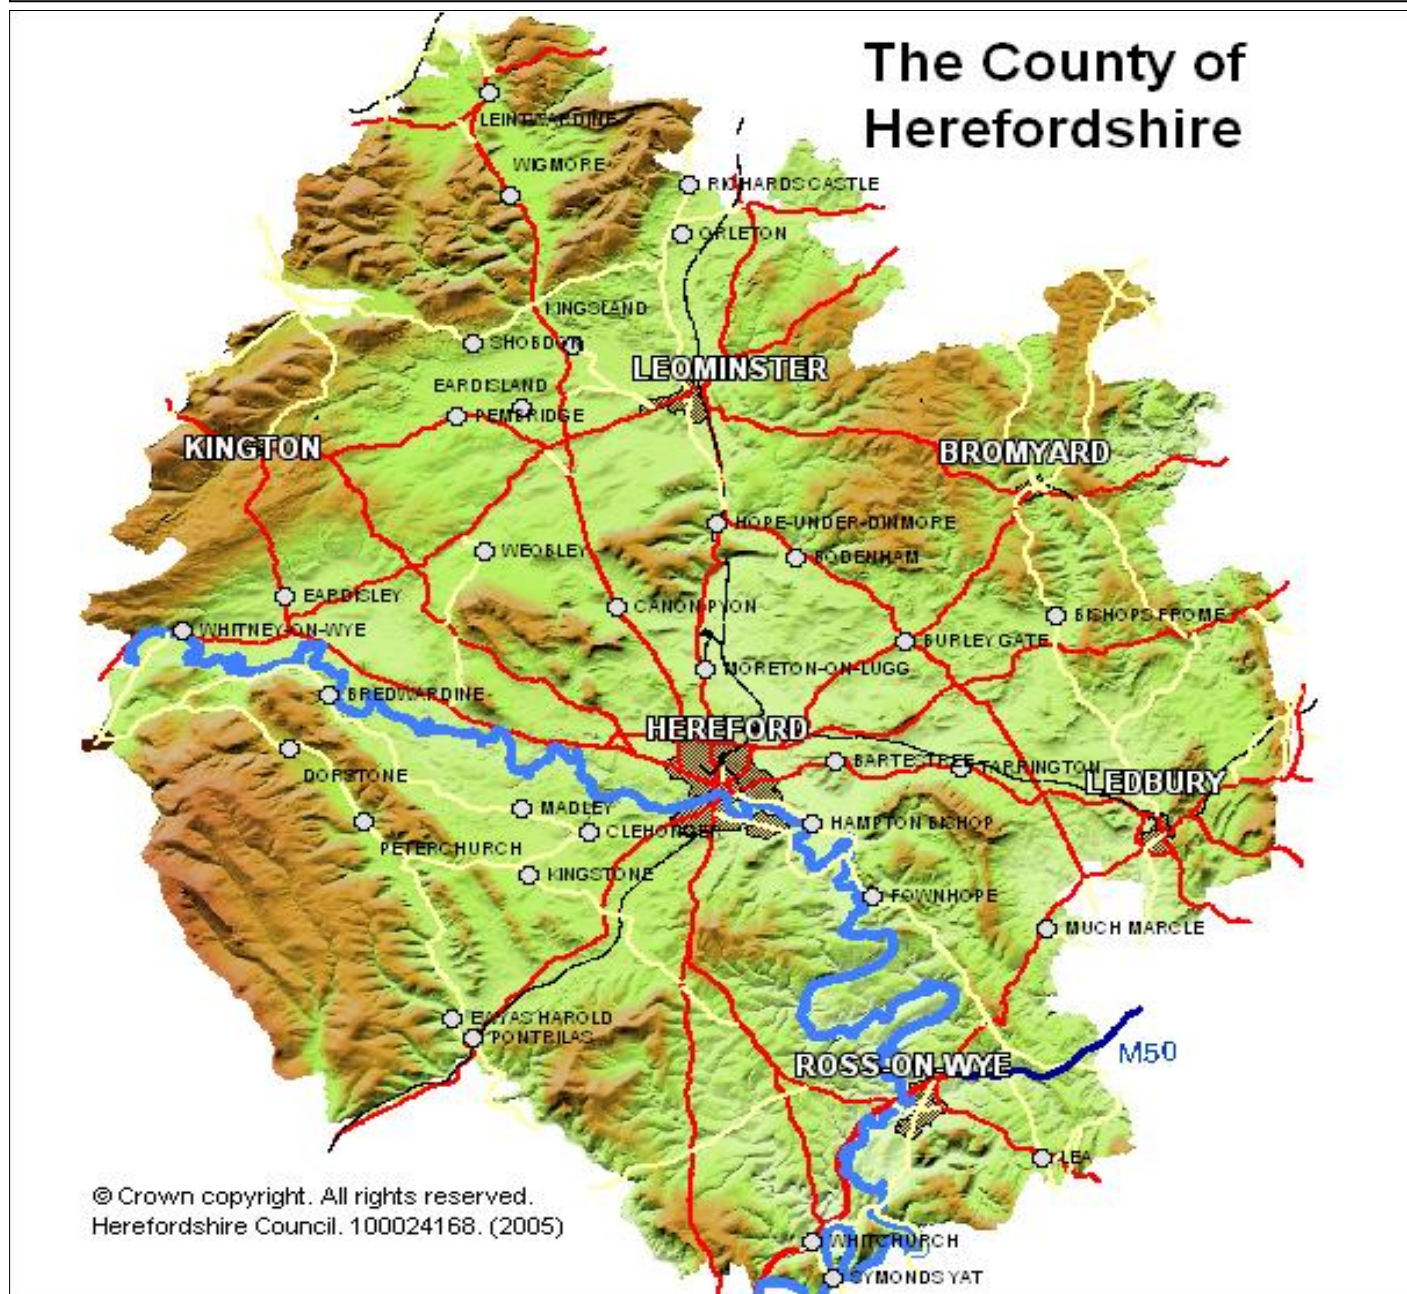 The County of
Herefordshire
LEINTWARDINE
WIGMORE
RICHARDS CASTLE
ORLETON
KINGSLAND
SHOBDON
LEOMINSTER
EARDISLAND
PEMBRIDGE
KINGTON
BROMYARD
HOPE-UNDER-DINMORE
WEOBLEY
BODENHAM
EARDISLEY
CANON PYON
BISHOPS FROME
WHITNEY-ON-WYE
BURLEY GATE
MORETON-ON-LUGG
BREDWARDINE
HEREFORD
BARTESTREE
TARRINGTON
DORSTONE
LEDBURY
MADLEY
HAMPTON BISHOP
CLEHONGER
PETERCHURCH
KINGSTONE
FOWNHOPE
MUCH MARCLE
EWYAS HAROLD
PONTRILAS
M50
ROSS-ON-WYE
LEA
© Crown copyright. All rights reserved.
Herefordshire Council. 100024168. (2005)
WHITCHURCH
SYMONDS YAT